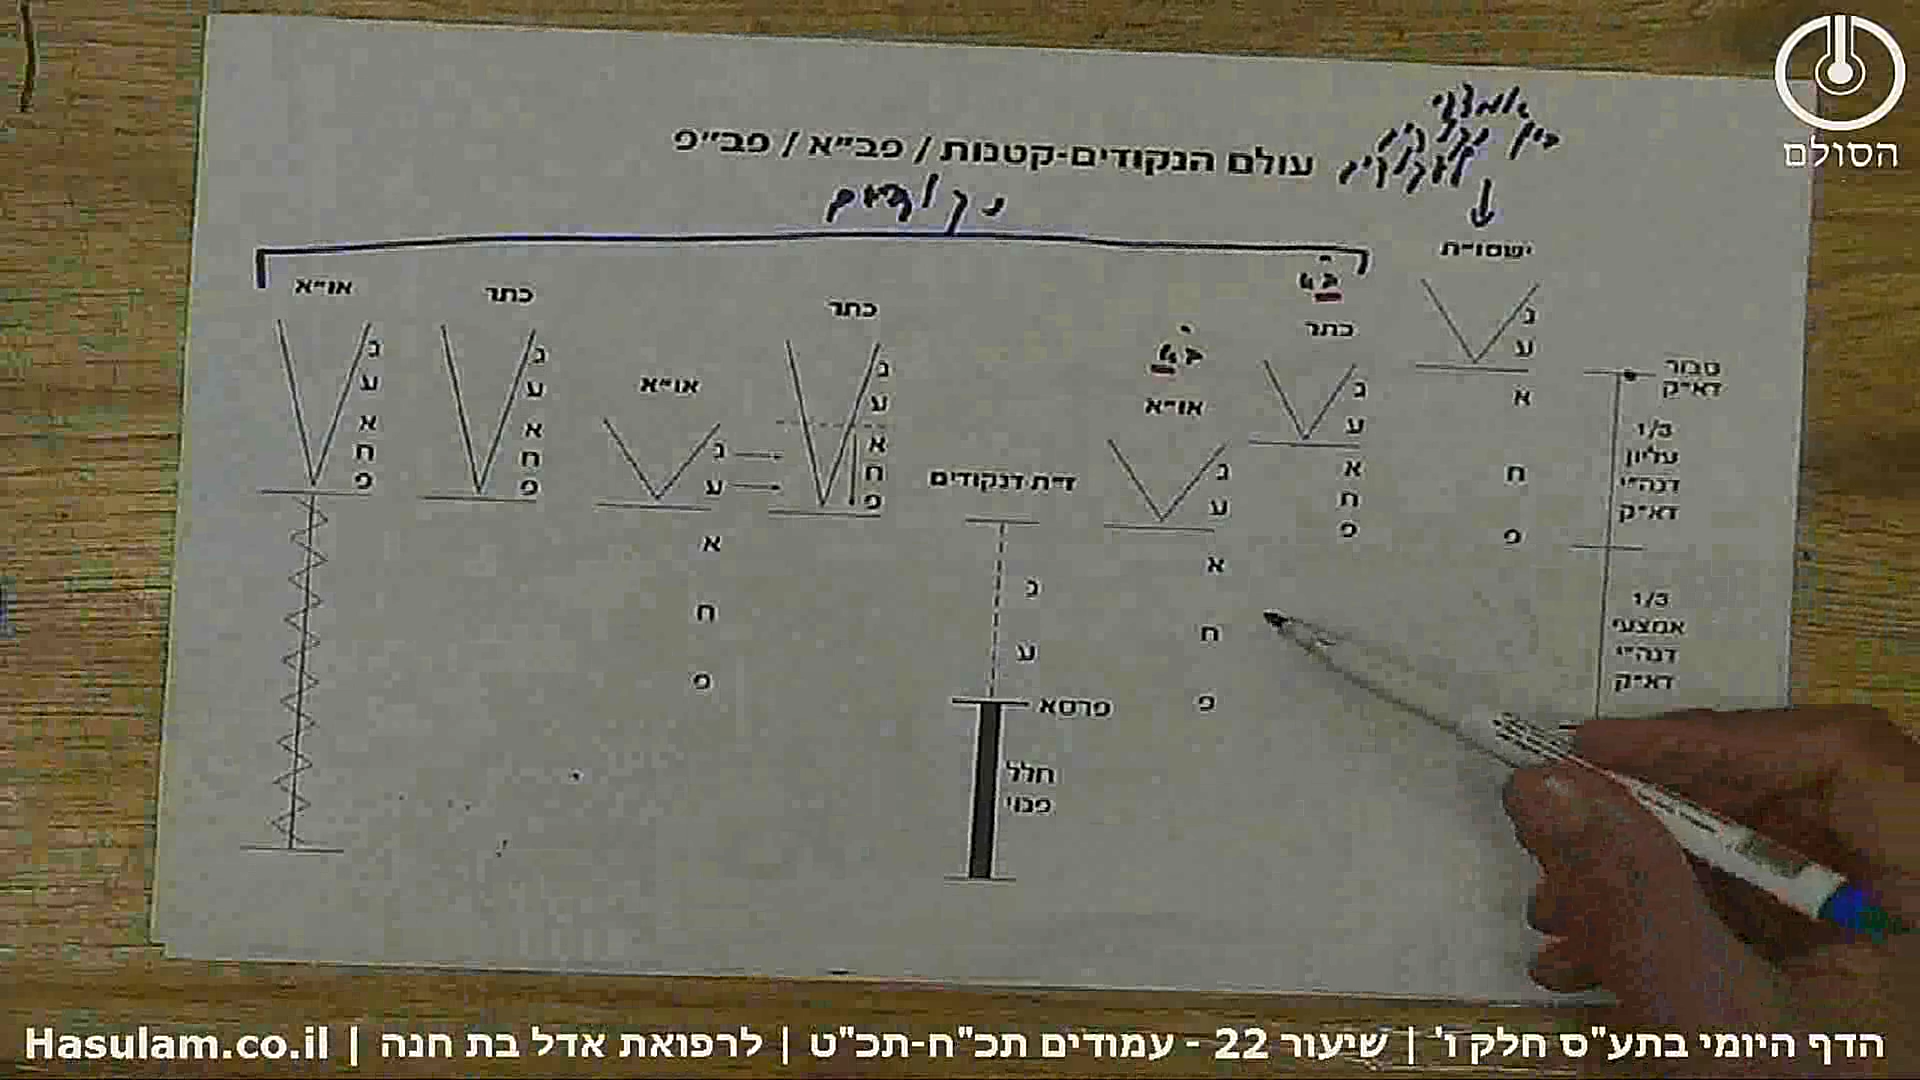 הסולם
עולם הנקודים-קטנות / פב״א / פב״פ
נקודים
ישסו״ת
נ
ע
א
ח
פ
טבור
דא״ק
1/3
עליון
דנה״י
דא״ק
1/3
אמצעי
דנה״י
דא״ק
כתר
נ
ע
א
ח
פ
או״א
נ
ע
א
ח
פ
ז״ת דנקודים
נ
ע
פרסא
חלל
פנוי
כתר
נ
ע
א
ח
פ
או״א
נ
ע
א
ח
פ
כתר
נ
ע
א
ח
פ
או״א
נ
ע
א
ח
פ
הדף היומי בתע"ס חלק ו' | שיעור 22 - עמודים תכ"ח-תכ"ט | לרפואת אדל בת חנה | Hasulam.co.il